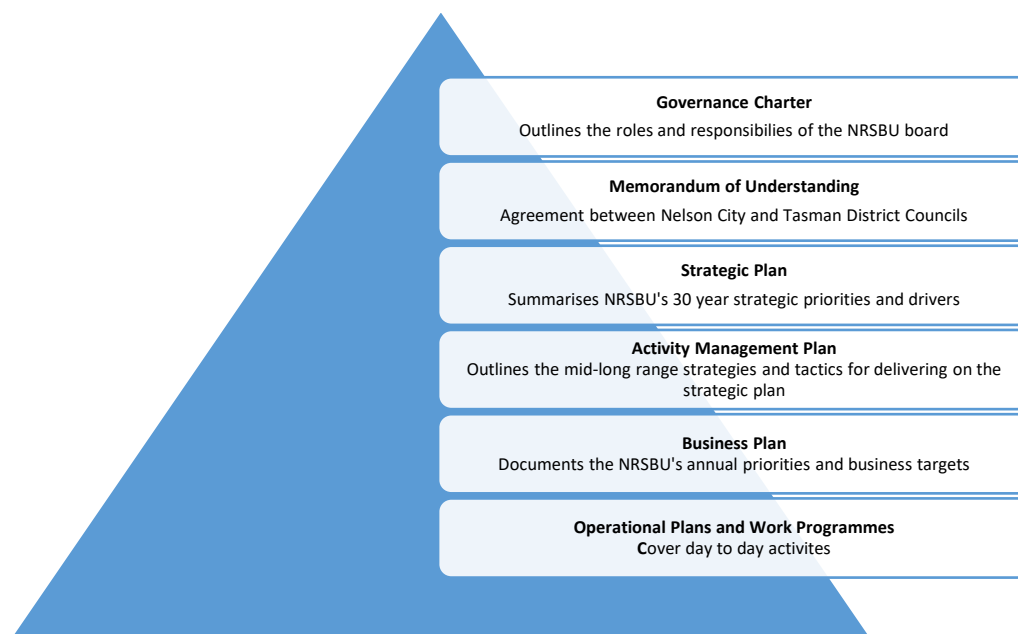 Governance Charter
Outlines the roles and responsibilies of the NRSBU board
Memorandum of Understanding
Agreement between Nelson City and Tasman District Councils
Strategic Plan
Summarises NRSBU's 30 year strategic priorities and drivers
Activity Management Plan
Outlines the mid-long range strategies and tactics for delivering on the
strategic plan
Business Plan
Documents the NRSBU's annual priorities and business targets
Operational Plans and Work Programmes
Cover day to day activites